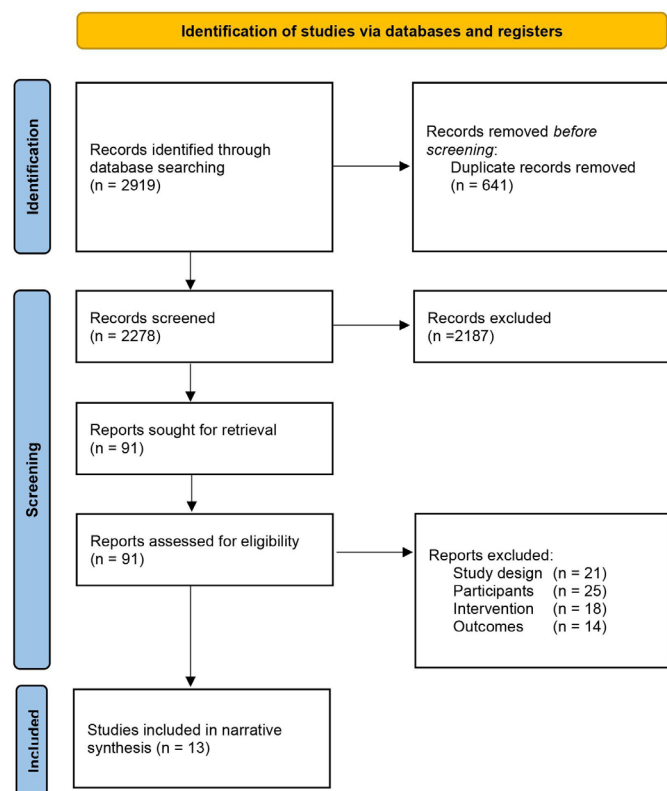 Identification of studies via databases and registers
Identification
Records identified through
database searching
(n = 2919)
Records removed before
screening:
Duplicate records removed
(n = 641)
Screening
Records screened
(n = 2278)
Records excluded
(n =2187)
Reports sought for retrieval
(n = 91)
Reports assessed for eligibility
(n = 91)
Reports excluded:
Study design (n = 21)
Participants (n = 25)
Intervention (n = 18)
Outcomes (n = 14)
Included
Studies included in narrative
synthesis (n = 13)